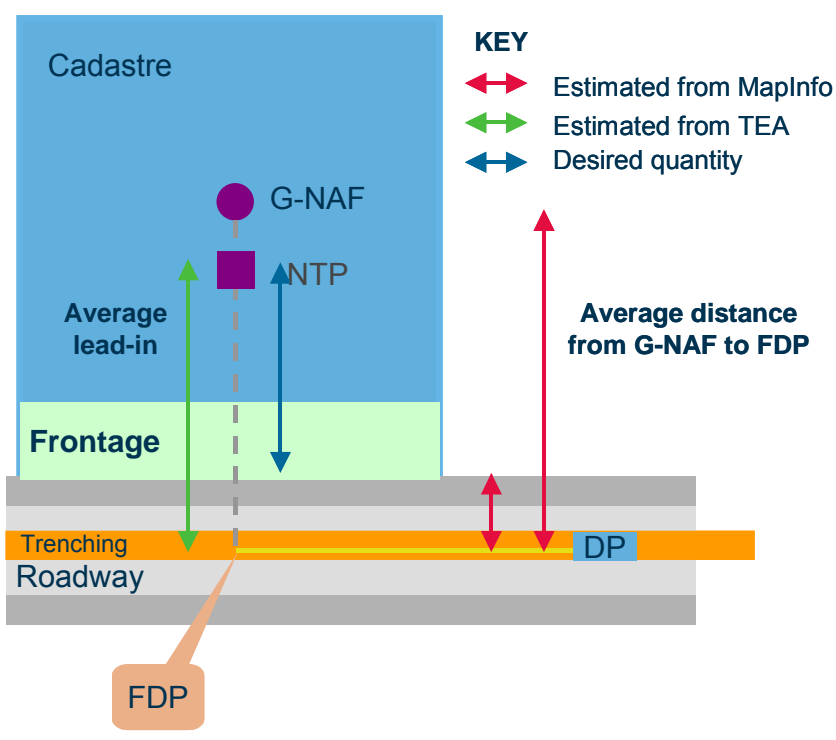 KEY
Cadastre
Estimated from MapInfo
Estimated from TEA
Desired quantity
G-NAF
NTP
Average
lead-in
Average distance
from G-NAF to FDP
Frontage
Trenching
DP
Roadway
FDP